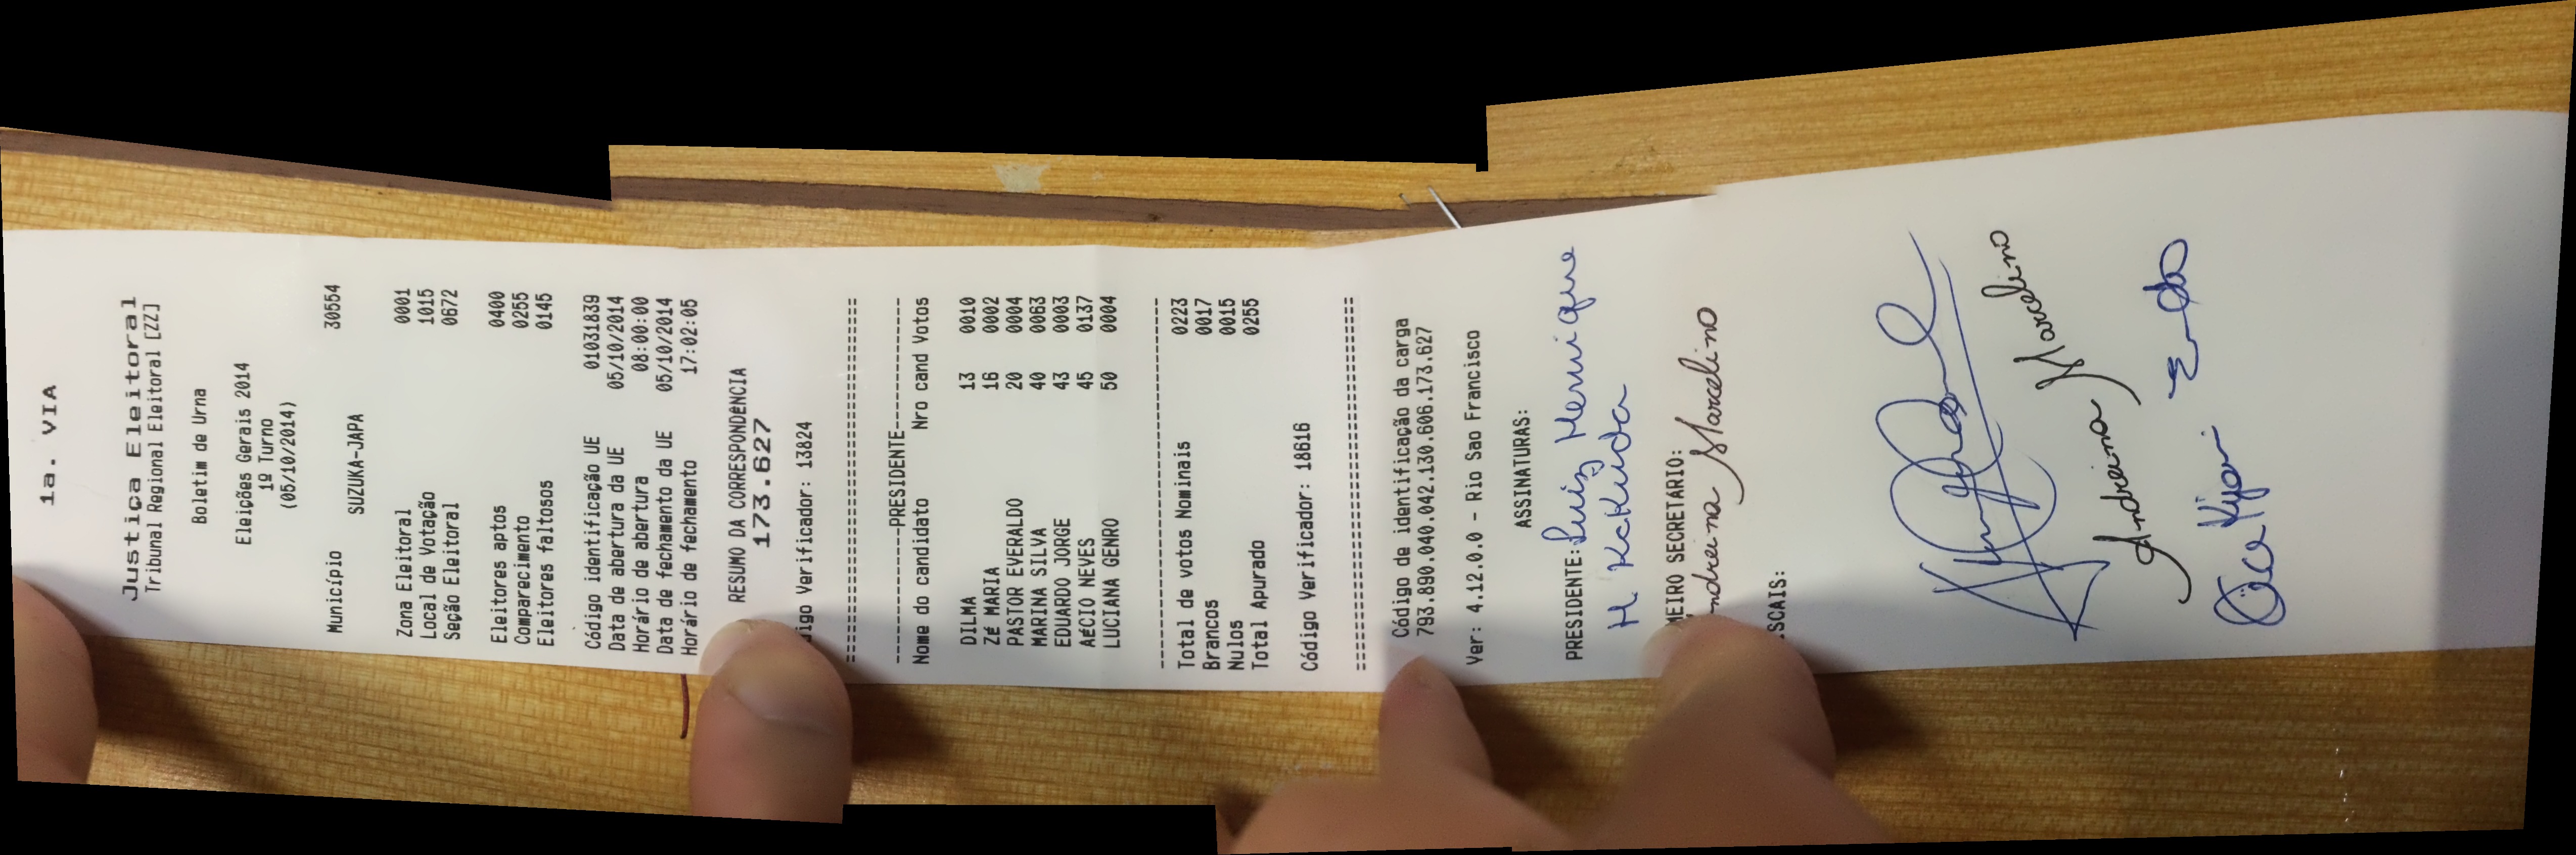 1a. VIA
Justiça Eleitoral
Tribunal Regional Eleitoral [ZZ]
Boletim de Urna
Eleições Gerais 2014
1º Turno
(05/10/2014)
Município 30554
SUZUKA-JAPA
Zona Eleitoral 0001
Local de Votação 1015
Seção Eleitoral 0672
Eleitores aptos 0400
Comparecimento 0255
Eleitores faltosos 0145
Código identificação UE 01031839
Data de abertura da UE 05/10/2014
Horário de abertura 08:00:00
Data de fechamento da UE 05/10/2014
Horário de fechamento 17:02:05
RESUMO DA CORRESPONDÊNCIA
173.627
digo Verificador: 13824
================================
-------------PRESIDENTE-------------
Nome do candidato Nro cand Votos
DILMA 13 0010
Zé MARIA 16 0002
PASTOR EVERALDO 20 0004
MARINA SILVA 40 0063
EDUARDO JORGE 43 0003
AéCIO NEVES 45 0137
LUCIANA GENRO 50 0004
------------------------------------
Total de votos Nominais 0223
Brancos 0017
Nulos 0015
Total Apurado 0255
Código Verificador: 18616
================================
Código de identificação da carga
793.890.040.042.130.606.173.627
Ver: 4.12.0.0 - Rio Sao Francisco
ASSINATURAS:
PRESIDENTE: Luis Henrique
MEIRO SECRETÁRIO:
ndreina Marcelino
SCAIS:
Andreina Marcelino